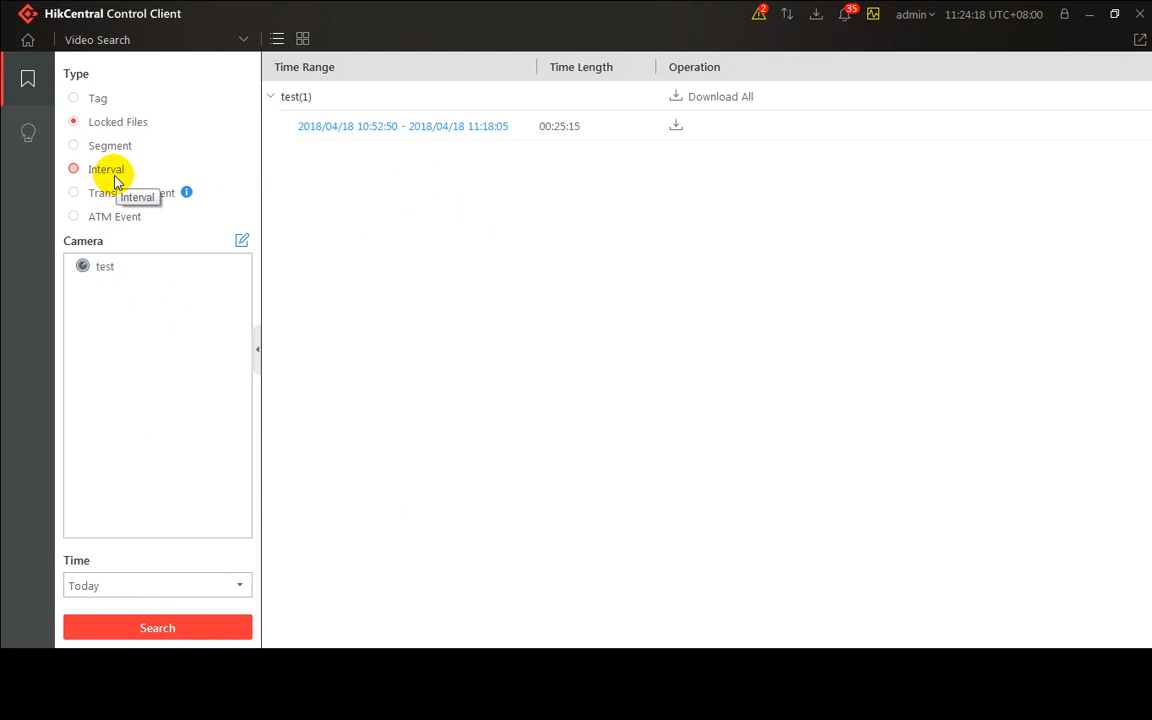 HikCentral Control Client
2
35
admin
11:24:18 UTC+08:00
Video Search
Type
Tag
Locked Files
Segment
Interval
Interval
ATM Event
Camera
test
Time
Today
Search
Time Range
Time Length
Operation
test(1)
Download All
2018/04/18 10:52:50 - 2018/04/18 11:18:05
00:25:15